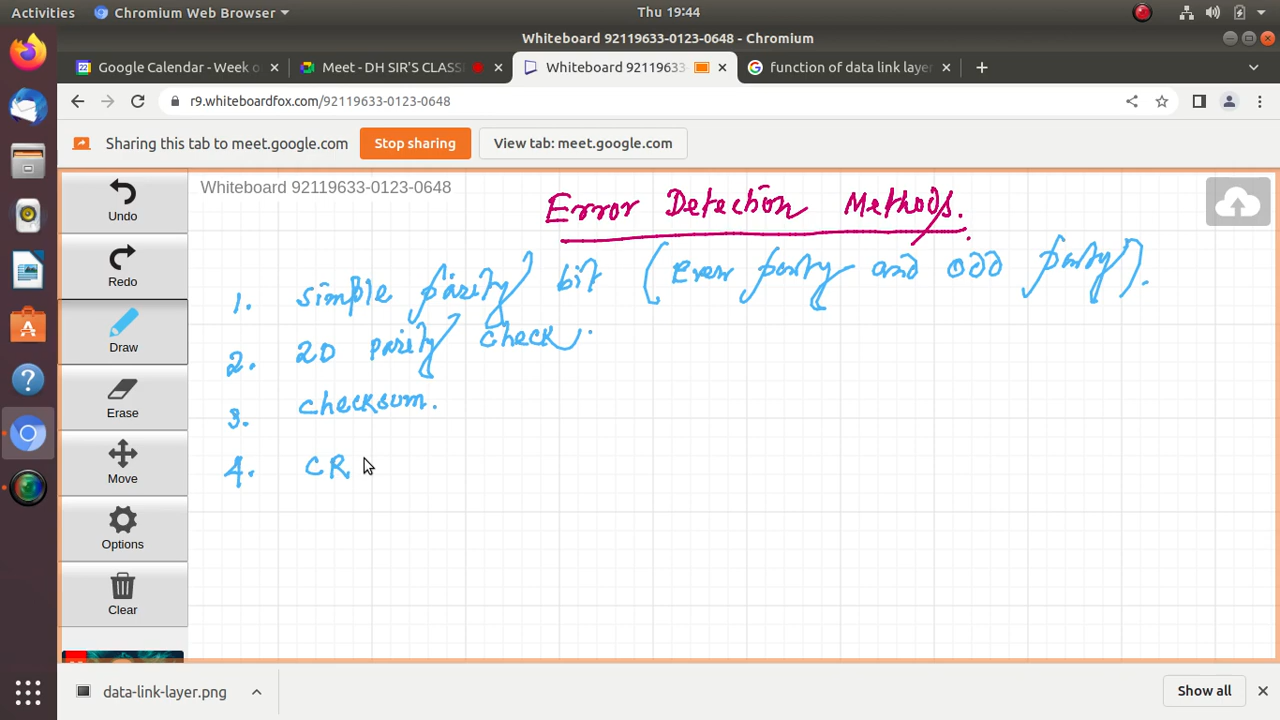 Activities Chromium Web Browser Thu 19:44
Whiteboard 92119633-0123-0648 - Chromium
Google Calendar - Week o Meet - DH SIR'S CLASS Whiteboard 92119633 function of data link layer
r9.whiteboardfox.com/92119633-0123-0648
Sharing this tab to meet.google.com Stop sharing View tab: meet.google.com
Whiteboard 92119633-0123-0648
Error Detection Methods.
1. simple parity bit (Even party and odd party).
2. 2D parity check.
3. checksum.
4. CR
Undo
Redo
Draw
Erase
Move
Options
Clear
data-link-layer.png Show all